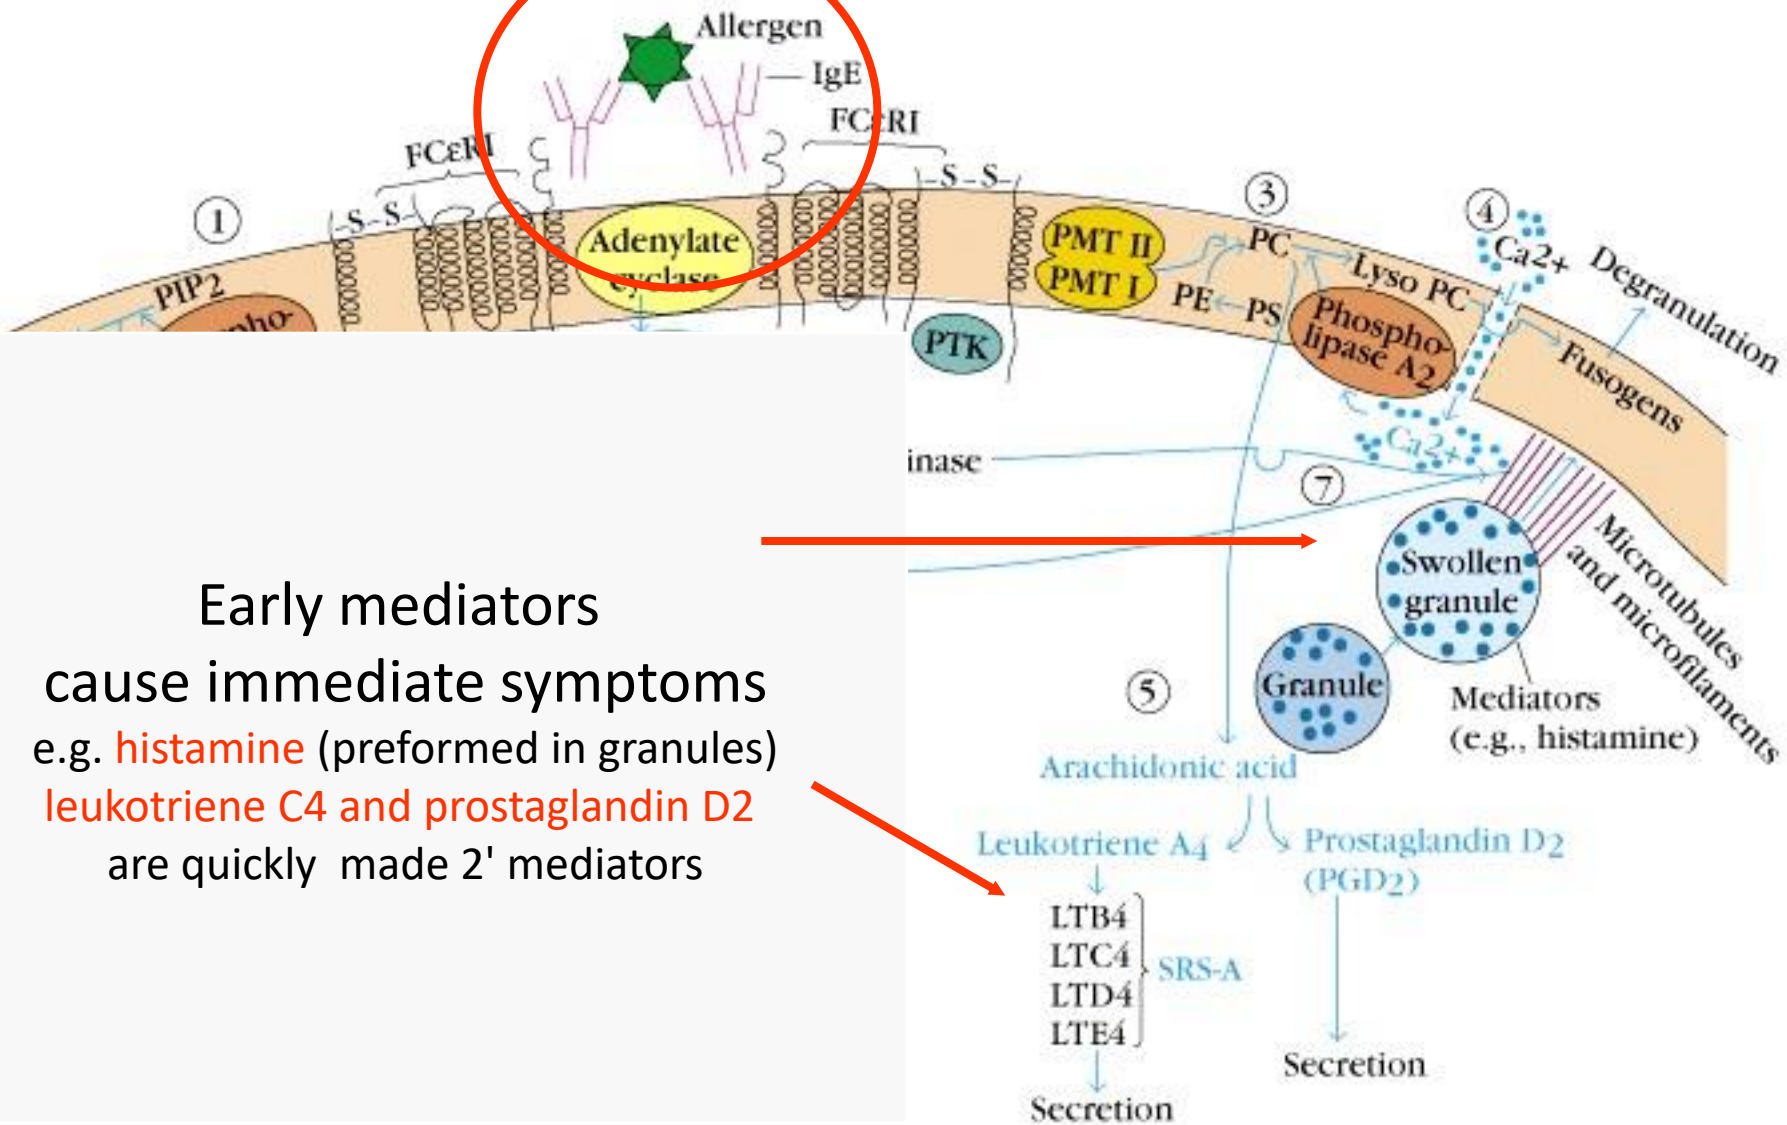 Allergen
IgE
FCεRI
FCεRI
-S-S-
-S-S-
1
3
4
Ca2+
Degranulation
PIP2
pho-
Adenylate
cyclase
PMT II
PMT I
PC
Lyso PC
PE
PS
PTK
Phospho-
lipase A2
Fusogens
Ca2+
inase
7
Swollen
granule
Microtubules
and microfilaments
Granule
Mediators
(e.g., histamine)
5
Early mediators
cause immediate symptoms
e.g. histamine (preformed in granules)
leukotriene C4 and prostaglandin D2
are quickly  made 2' mediators
Arachidonic acid
Leukotriene A4
Prostaglandin D2
(PGD2)
LTB4
LTC4
LTD4
LTE4
SRS-A
Secretion
Secretion